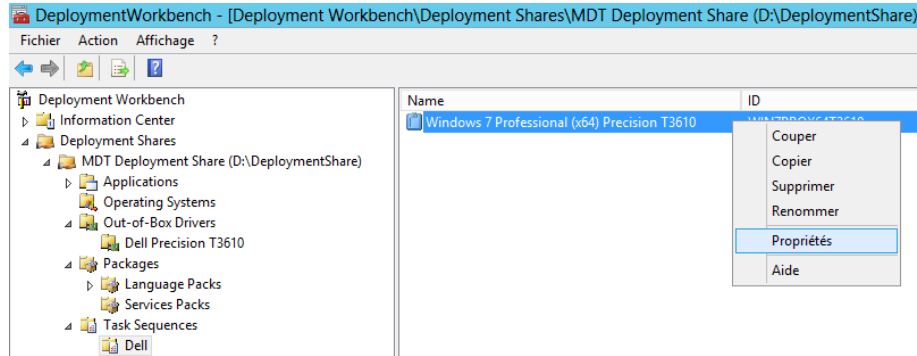 DeploymentWorkbench - [Deployment Workbench\Deployment Shares\MDT Deployment Share (D:\DeploymentShare)
Fichier Action Affichage ?
Deployment Workbench
Information Center
Deployment Shares
MDT Deployment Share (D:\DeploymentShare)
Applications
Operating Systems
Out-of-Box Drivers
Dell Precision T3610
Packages
Language Packs
Services Packs
Task Sequences
Dell
Name ID
Windows 7 Professional (x64) Precision T3610
Couper
Copier
Supprimer
Renommer
Propriétés
Aide